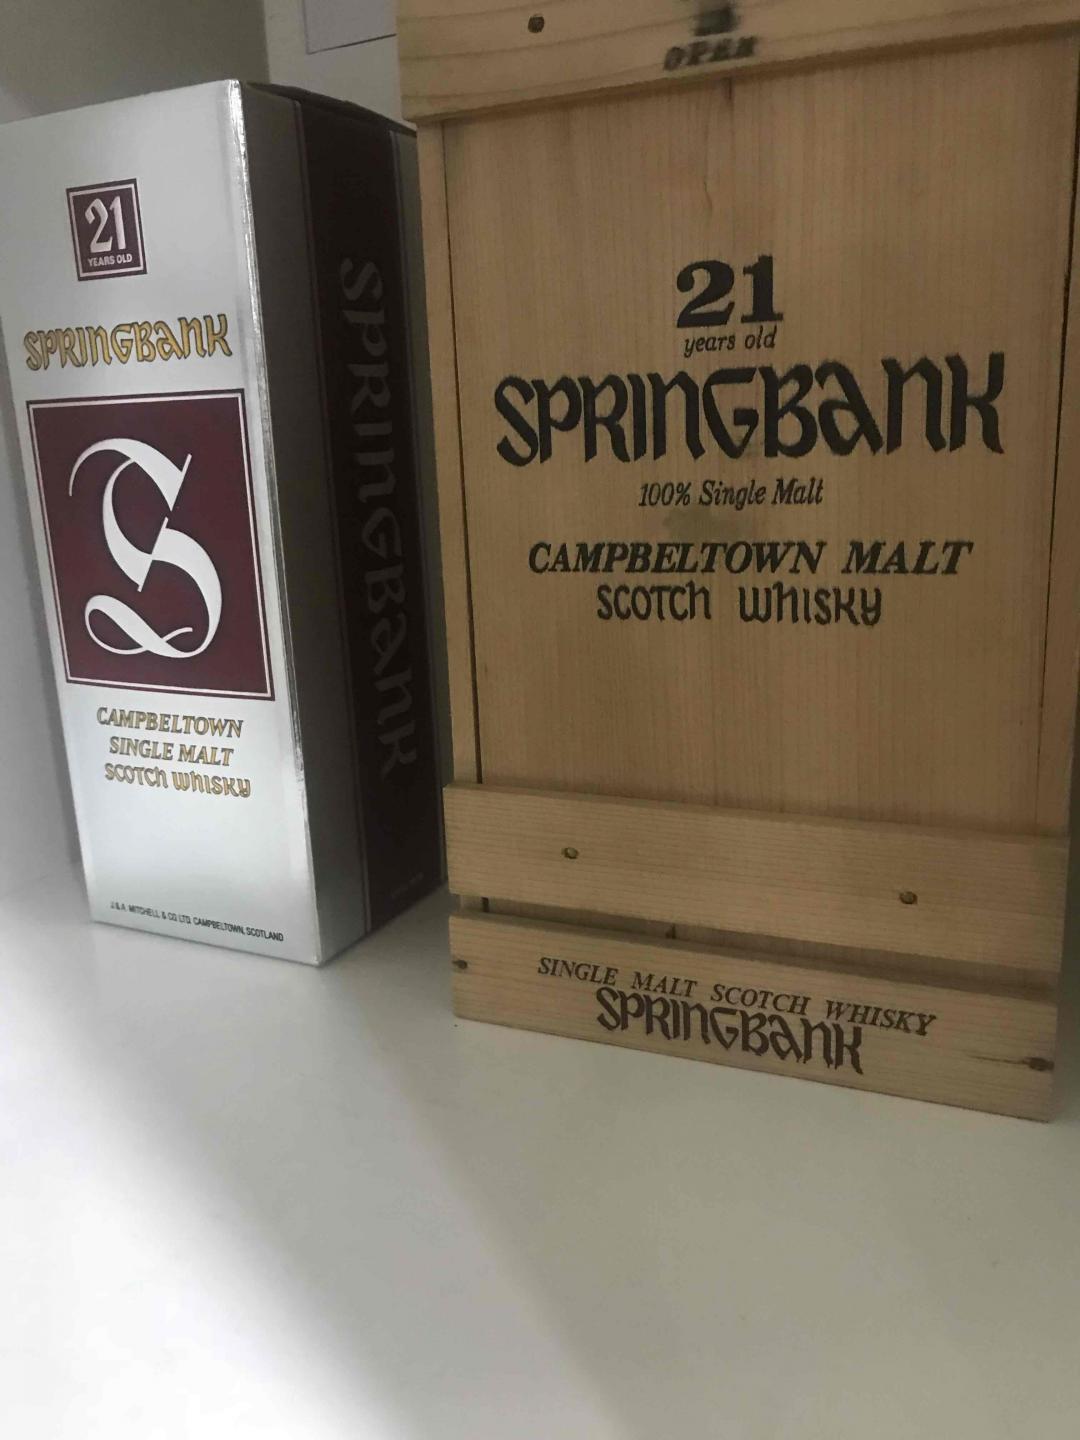 21
YEARS OLD
SPRINGBANK
S
CAMPBELTOWN
SINGLE MALT
SCOTCH WHISKY
J & A MITCHELL & CO LTD CAMPBELTOWN, SCOTLAND
SPRINGBANK
OPEN
21
years old
SPRINGBANK
100% Single Malt
CAMPBELTOWN MALT
SCOTCH WHISKY
SINGLE MALT SCOTCH WHISKY
SPRINGBANK